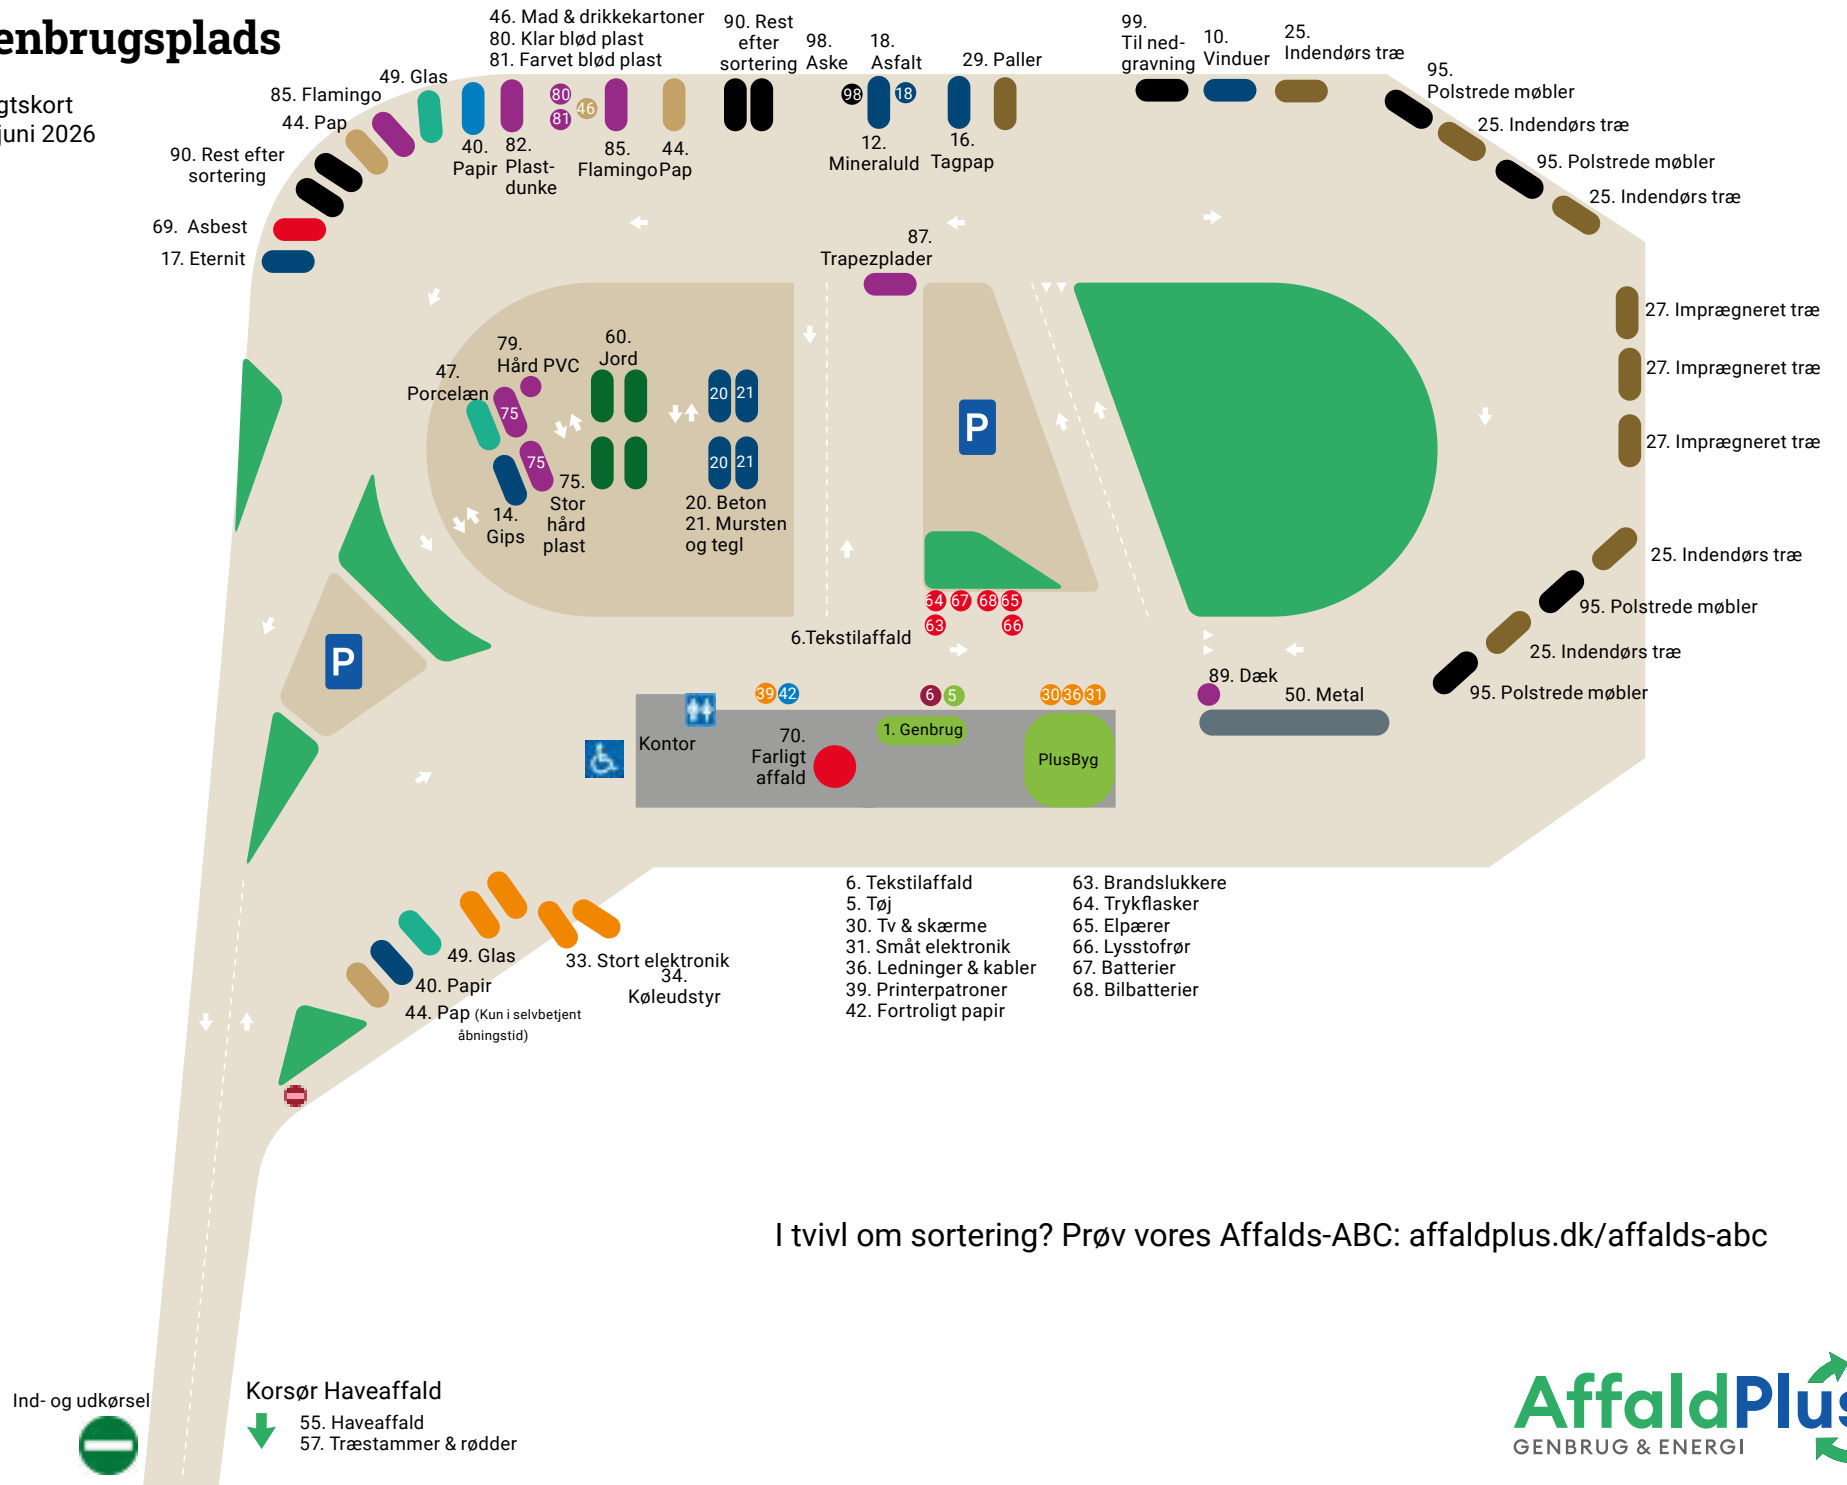 enbrugsplads
gtskort
juni 2026
46. Mad & drikkekartoner
80. Klar blød plast
81. Farvet blød plast
90. Rest
efter
sortering
98.
Aske
18.
Asfalt
29. Paller
99.
Til ned-
gravning
10.
Vinduer
25.
Indendørs træ
95.
Polstrede møbler
25. Indendørs træ
95. Polstrede møbler
25. Indendørs træ
49. Glas
85. Flamingo
44. Pap
90. Rest efter
sortering
69. Asbest
17. Eternit
80
81
46
98
18
40.
Papir
82.
Plast-
dunke
85.
Flamingo
44.
Pap
12.
Mineraluld
16.
Tagpap
87.
Trapezplader
27. Imprægneret træ
27. Imprægneret træ
27. Imprægneret træ
79.
Hård PVC
60.
Jord
47.
Porcelæn
75
75
20
21
20
21
P
14.
Gips
75.
Stor
hård
plast
20. Beton
21. Mursten
og tegl
25. Indendørs træ
95. Polstrede møbler
25. Indendørs træ
95. Polstrede møbler
64
67
68
65
63
66
6.Tekstilaffald
P
39
42
6
5
30
36
31
89. Dæk
50. Metal
Kontor
70.
Farligt
affald
1. Genbrug
PlusByg
49. Glas
40. Papir
44. Pap (Kun i selvbetjent
åbningstid)
33. Stort elektronik
34.
Køleudstyr
6. Tekstilaffald
5. Tøj
30. Tv & skærme
31. Småt elektronik
36. Ledninger & kabler
39. Printerpatroner
42. Fortroligt papir
63. Brandslukkere
64. Trykflasker
65. Elpærer
66. Lysstofrør
67. Batterier
68. Bilbatterier
I tvivl om sortering? Prøv vores Affalds-ABC: affaldplus.dk/affalds-abc
Ind- og udkørsel
Korsør Haveaffald
55. Haveaffald
57. Træstammer & rødder
AffaldPlus
GENBRUG & ENERGI